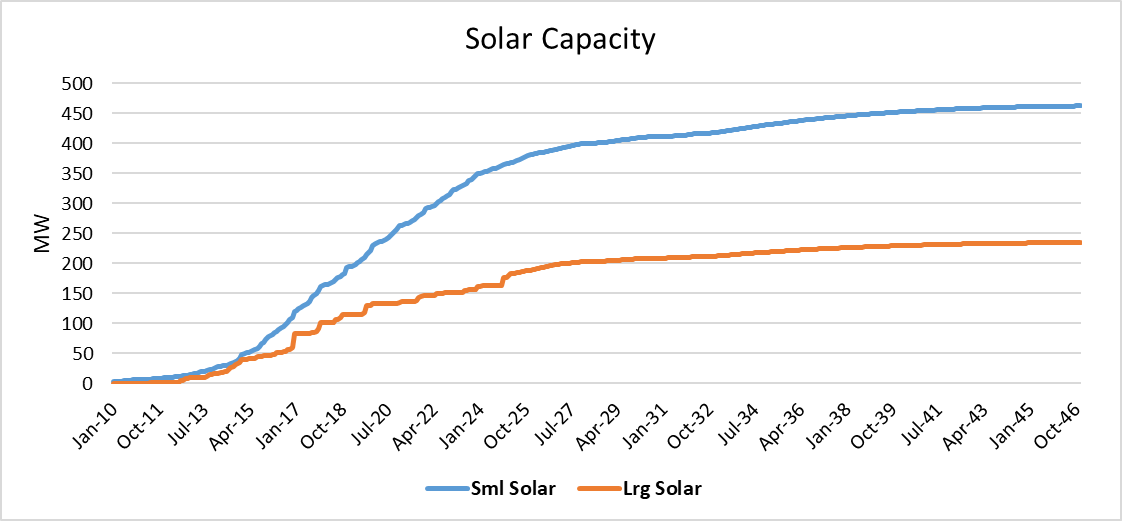 Solar Capacity
500
450
400
350
300
250
200
150
100
50
0
MW
Jan-10 Oct-11 Jul-13 Apr-15 Jan-17 Oct-18 Jul-20 Apr-22 Jan-24 Oct-25 Jul-27 Apr-29 Jan-31 Oct-32 Jul-34 Apr-36 Jan-38 Oct-39 Jul-41 Apr-43 Jan-45 Oct-46
Sml Solar Lrg Solar